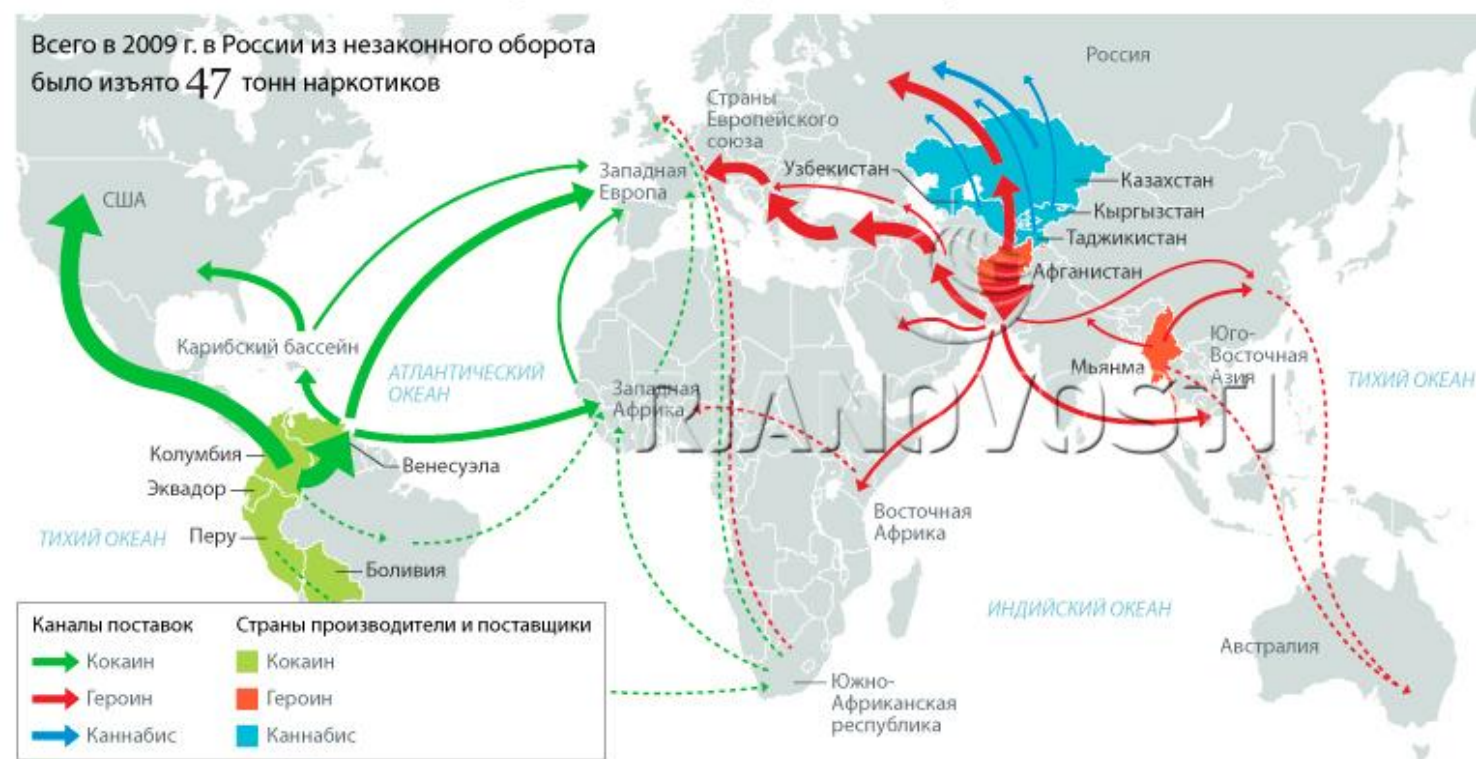 Всего в 2009 г. в России из незаконного оборота
было изъято 47 тонн наркотиков
Россия
Страны
Европейского
союза
Западная
Европа
Узбекистан
Казахстан
Кыргызстан
Таджикистан
Афганистан
США
Карибский бассейн
АТЛАНТИЧЕСКИЙ
ОКЕАН
Западная
Африка
Мьянма
Юго-
Восточная
Азия
ТИХИЙ ОКЕАН
RIANOVOSTI
Колумбия
Венесуэла
Эквадор
ТИХИЙ ОКЕАН
Перу
Боливия
Восточная
Африка
ИНДИЙСКИЙ ОКЕАН
Австралия
Южно-
Африканская
республика
Каналы поставок
Кокаин
Героин
Каннабис
Страны производители и поставщики
Кокаин
Героин
Каннабис